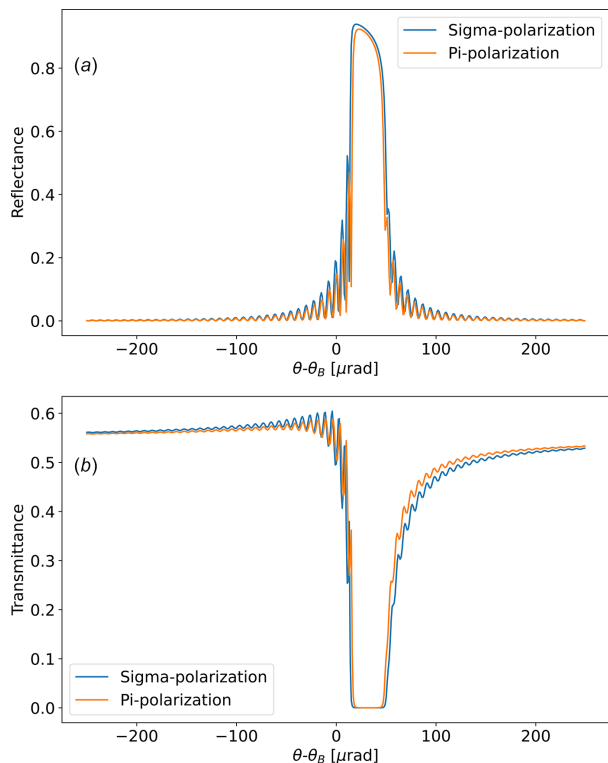 (a)
Sigma-polarization
Pi-polarization
Reflectance
0.8
0.6
0.4
0.2
0.0
−200 −100 0 100 200
θ-θ_B [μrad]
(b)
Transmittance
0.6
0.5
0.4
0.3
0.2
0.1
0.0
Sigma-polarization
Pi-polarization
−200 −100 0 100 200
θ-θ_B [μrad]